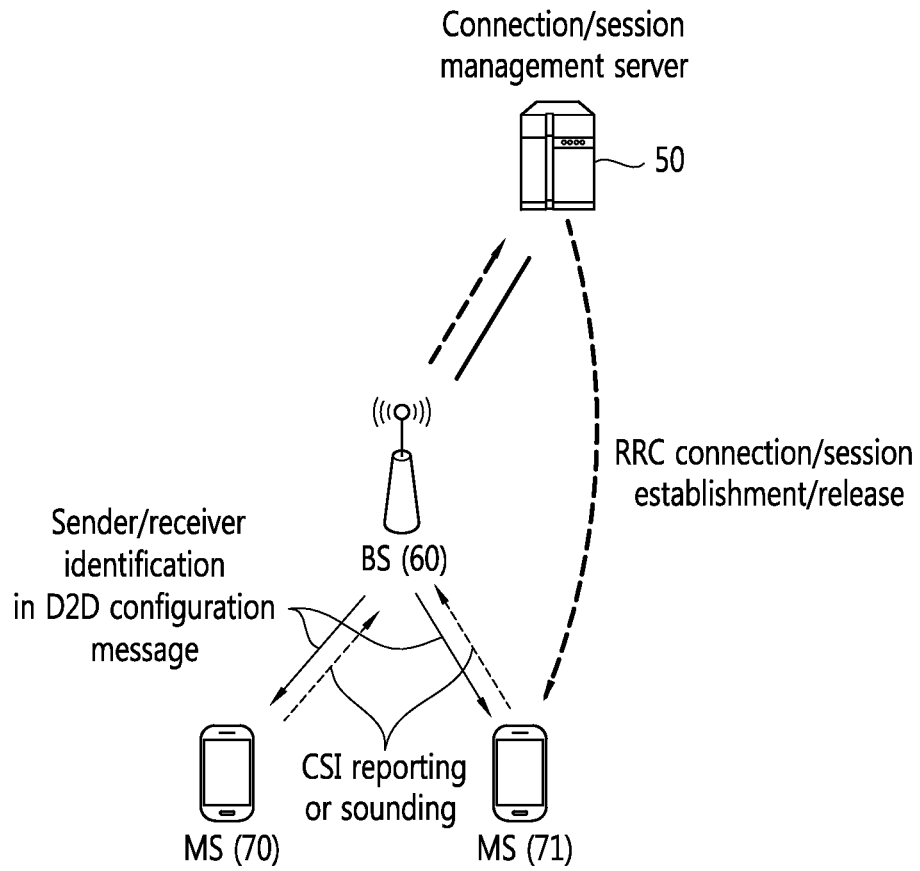 Connection/session
management server
50
RRC connection/session
establishment/release
Sender/receiver
identification
in D2D configuration
message
BS (60)
CSI reporting
or sounding
MS (70)
MS (71)